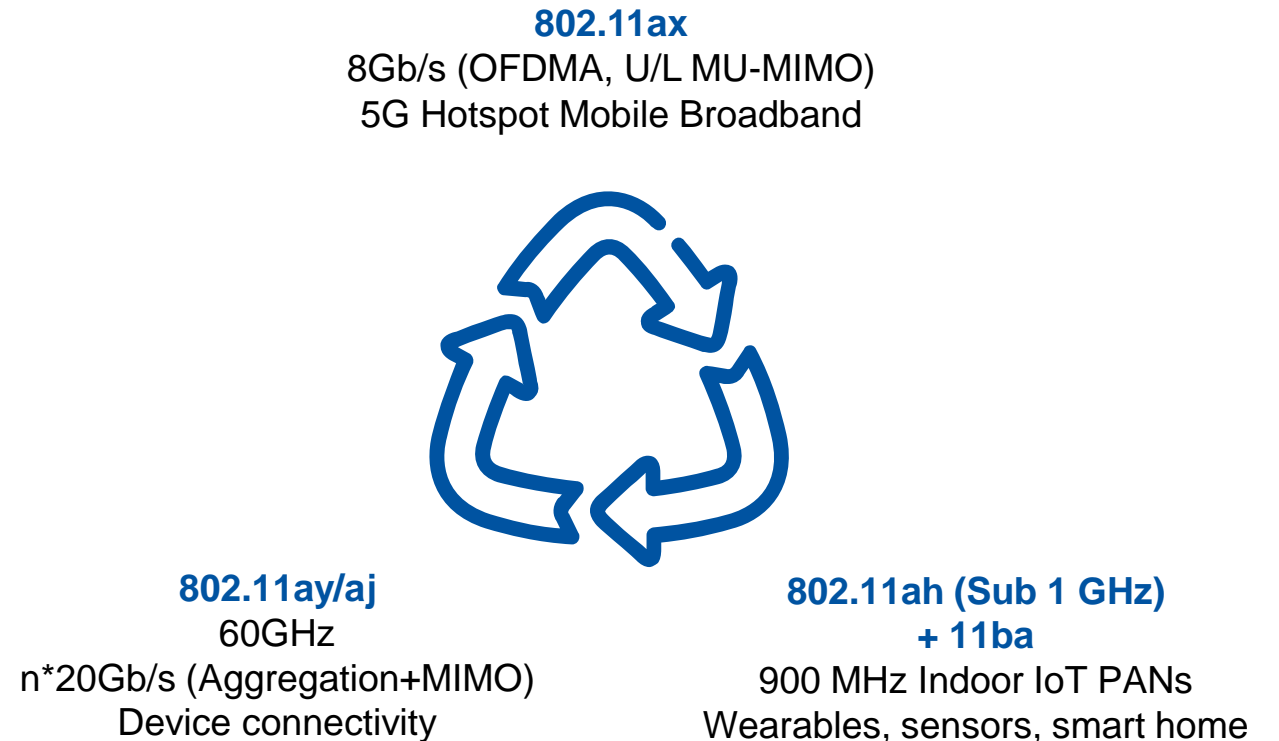 802.11ax
8Gb/s (OFDMA, U/L MU-MIMO)
5G Hotspot Mobile Broadband
802.11ay/aj
60GHz
n*20Gb/s (Aggregation+MIMO)
Device connectivity
802.11ah (Sub 1 GHz)
+ 11ba
900 MHz Indoor IoT PANs
Wearables, sensors, smart home